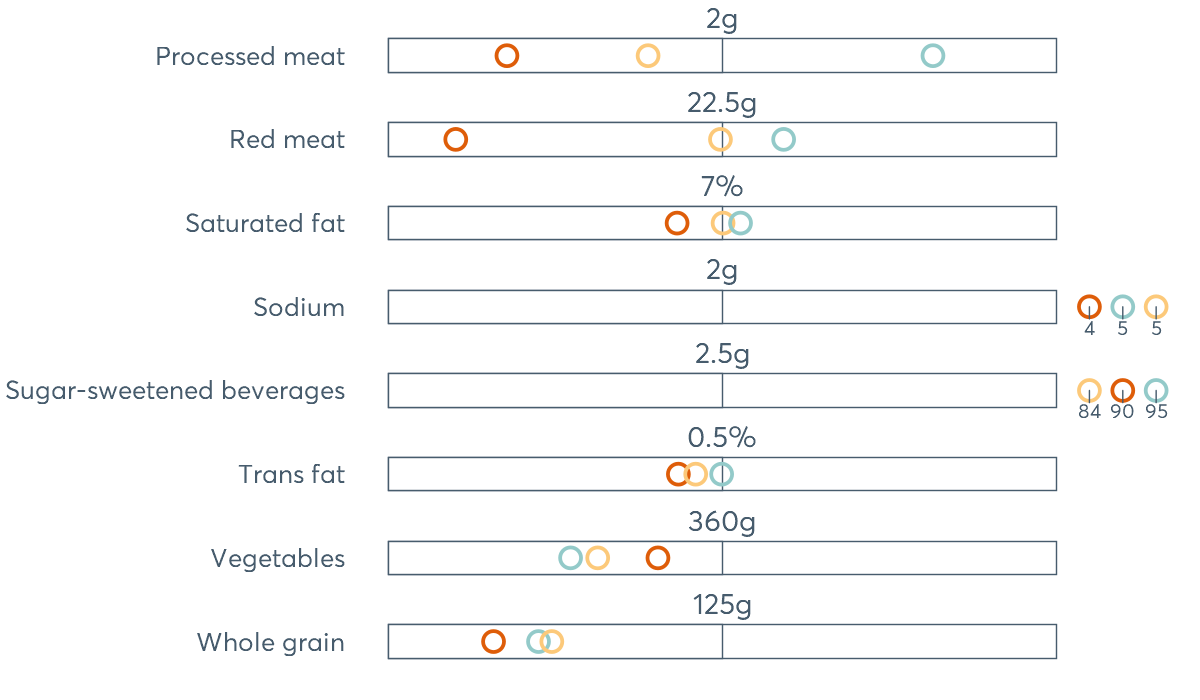 2g
Processed meat
22.5g
Red meat
7%
Saturated fat
2g
Sodium
4 5 5
2.5g
Sugar-sweetened beverages
84 90 95
0.5%
Trans fat
360g
Vegetables
125g
Whole grain